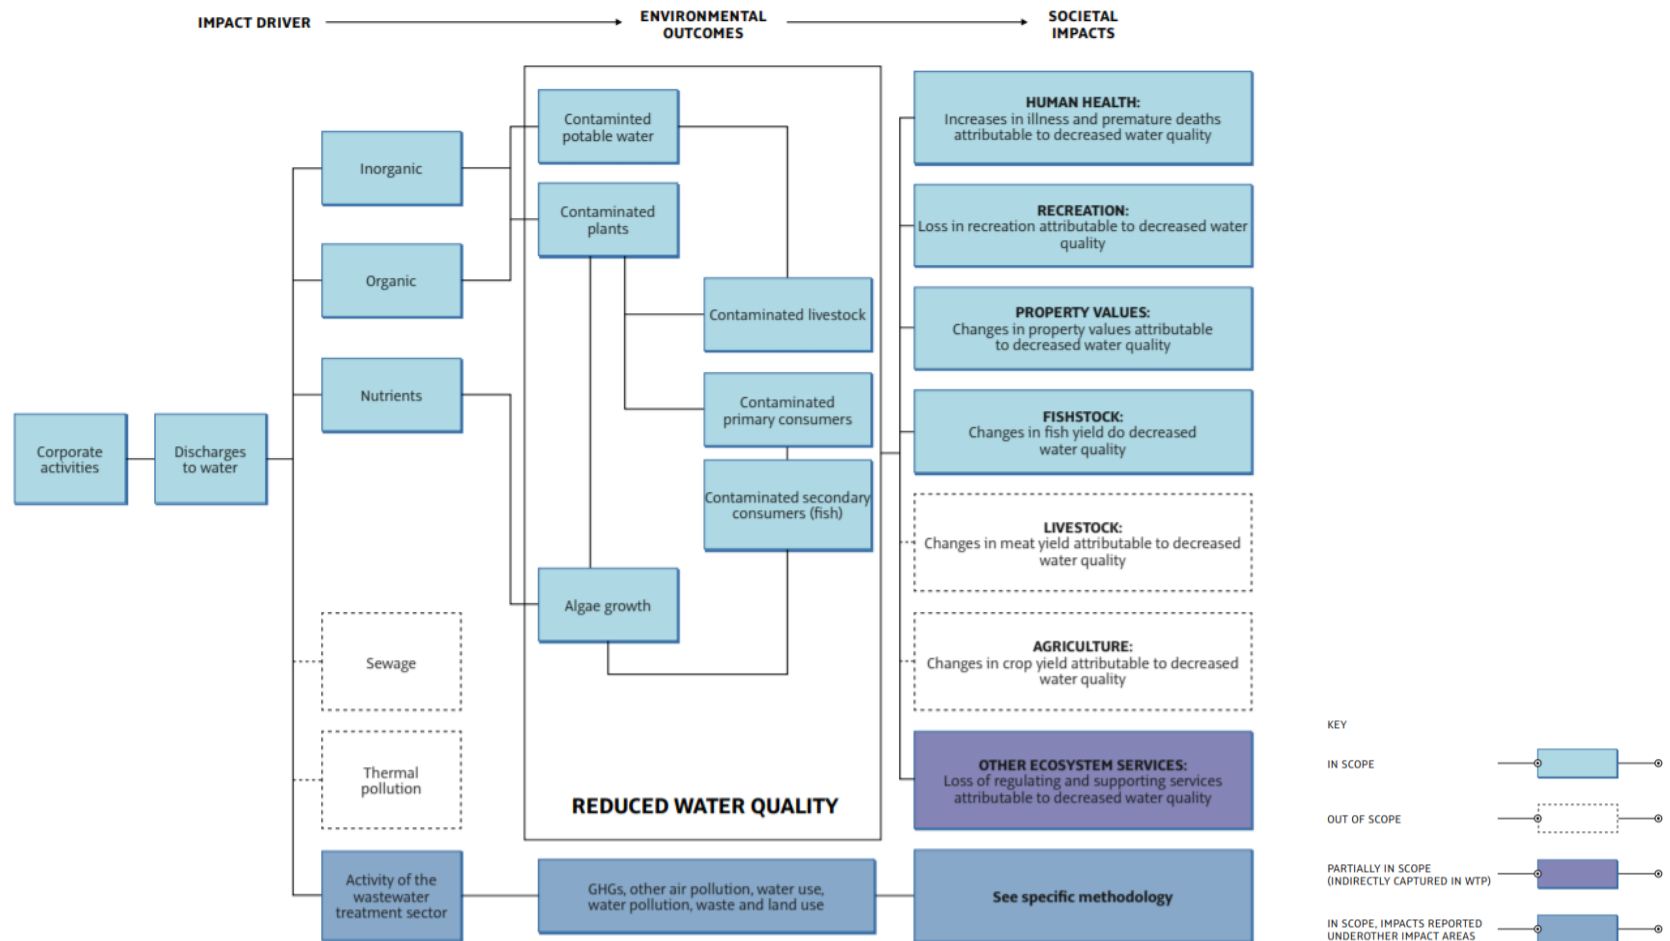 IMPACT DRIVER
ENVIRONMENTAL
OUTCOMES
SOCIETAL
IMPACTS
Corporate
activities
Discharges
to water
Inorganic
Organic
Nutrients
Sewage
Thermal
pollution
Activity of the
wastewater
treatment sector
Contaminted
potable water
Contaminated
plants
Contaminated livestock
Contaminated
primary consumers
Contaminated secondary
consumers (fish)
Algae growth
REDUCED WATER QUALITY
GHGs, other air pollution, water use,
water pollution, waste and land use
HUMAN HEALTH:
Increases in illness and premature deaths
attributable to decreased water quality
RECREATION:
Loss in recreation attributable to decreased water
quality
PROPERTY VALUES:
Changes in property values attributable
to decreased water quality
FISHSTOCK:
Changes in fish yield do decreased
water quality
LIVESTOCK:
Changes in meat yield attributable to decreased
water quality
AGRICULTURE:
Changes in crop yield attributable to decreased
water quality
OTHER ECOSYSTEM SERVICES:
Loss of regulating and supporting services
attributable to decreased water quality
See specific methodology
KEY
IN SCOPE
OUT OF SCOPE
PARTIALLY IN SCOPE
(INDIRECTLY CAPTURED IN WTP)
IN SCOPE, IMPACTS REPORTED
UNDEROTHER IMPACT AREAS